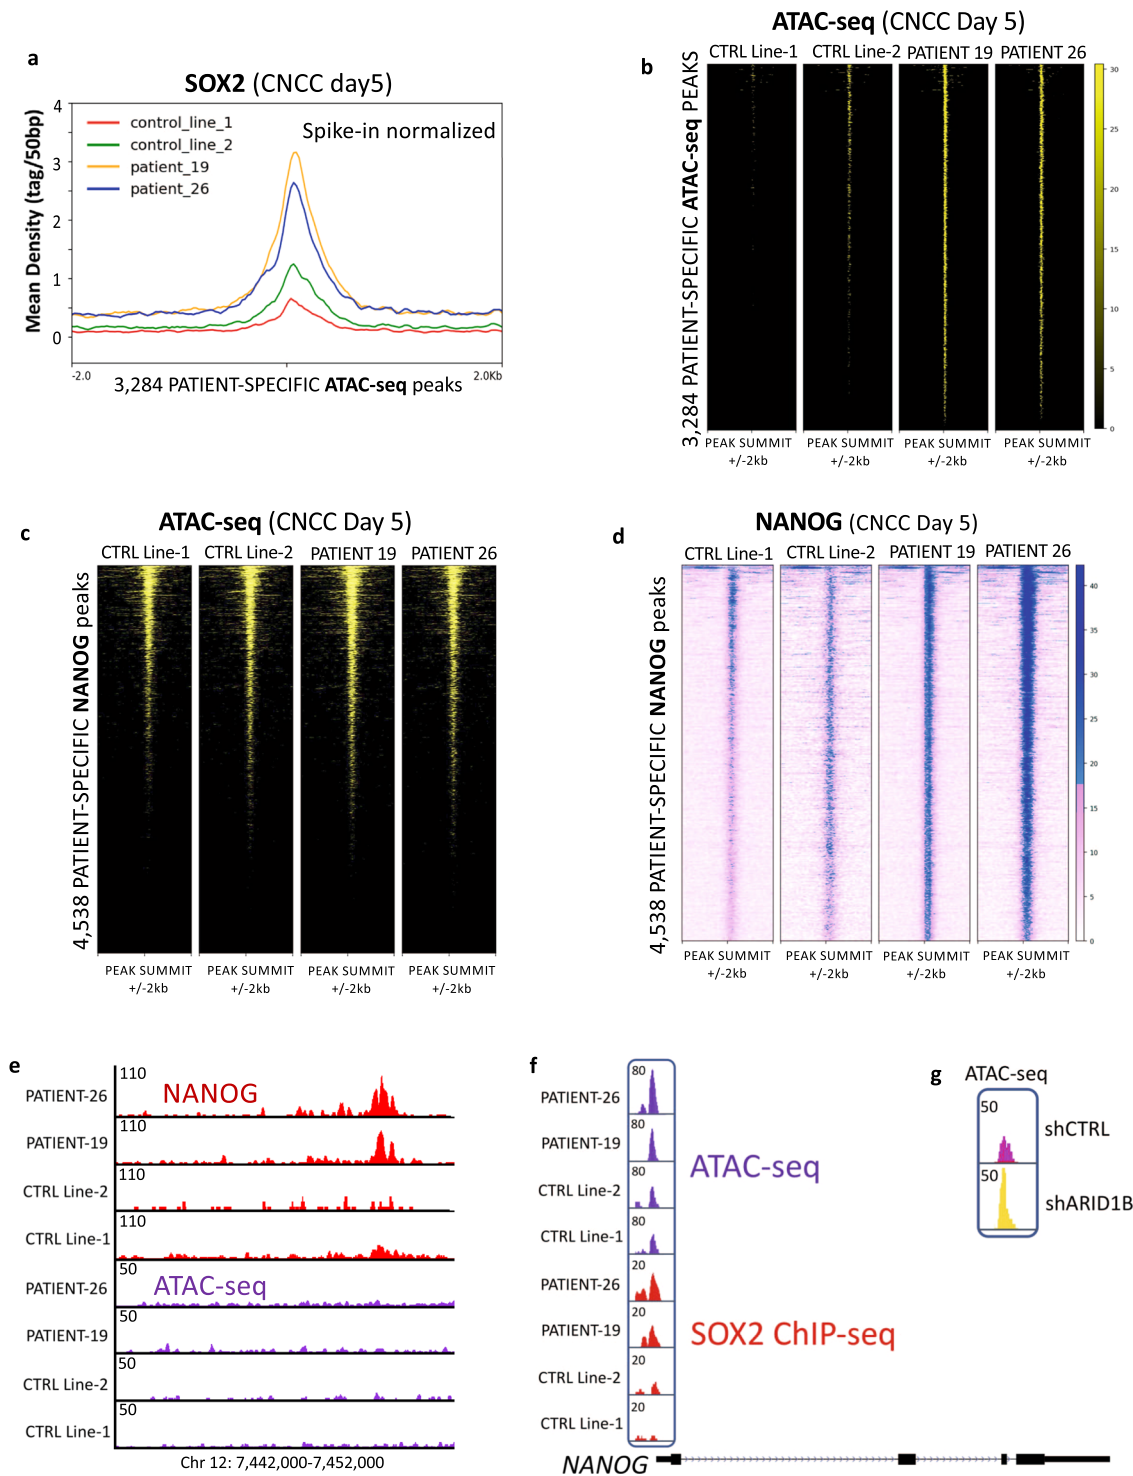 a
SOX2 (CNCC day5)
Mean Density (tag/50bp)
4
3
2
1
0
control_line_1
control_line_2
patient_19
patient_26
Spike-in normalized
-2.0
2.0Kb
3,284 PATIENT-SPECIFIC ATAC-seq peaks
b
ATAC-seq (CNCC Day 5)
CTRL Line-1
CTRL Line-2
PATIENT 19
PATIENT 26
3,284 PATIENT-SPECIFIC ATAC-seq PEAKS
30
25
20
15
10
5
0
PEAK SUMMIT
+/-2kb
PEAK SUMMIT
+/-2kb
PEAK SUMMIT
+/-2kb
PEAK SUMMIT
+/-2kb
c
ATAC-seq (CNCC Day 5)
CTRL Line-1
CTRL Line-2
PATIENT 19
PATIENT 26
4,538 PATIENT-SPECIFIC NANOG peaks
PEAK SUMMIT
+/-2kb
PEAK SUMMIT
+/-2kb
PEAK SUMMIT
+/-2kb
PEAK SUMMIT
+/-2kb
d
NANOG (CNCC Day 5)
CTRL Line-1
CTRL Line-2
PATIENT 19
PATIENT 26
4,538 PATIENT-SPECIFIC NANOG peaks
40
35
30
25
20
15
10
5
0
PEAK SUMMIT
+/-2kb
PEAK SUMMIT
+/-2kb
PEAK SUMMIT
+/-2kb
PEAK SUMMIT
+/-2kb
e
PATIENT-26
110
NANOG
PATIENT-19
110
CTRL Line-2
110
CTRL Line-1
110
PATIENT-26
50
ATAC-seq
PATIENT-19
50
CTRL Line-2
50
CTRL Line-1
50
Chr 12: 7,442,000-7,452,000
f
PATIENT-26
80
PATIENT-19
80
CTRL Line-2
80
CTRL Line-1
80
ATAC-seq
PATIENT-26
20
PATIENT-19
20
CTRL Line-2
20
CTRL Line-1
20
SOX2 ChIP-seq
NANOG
g
ATAC-seq
50
shCTRL
50
shARID1B